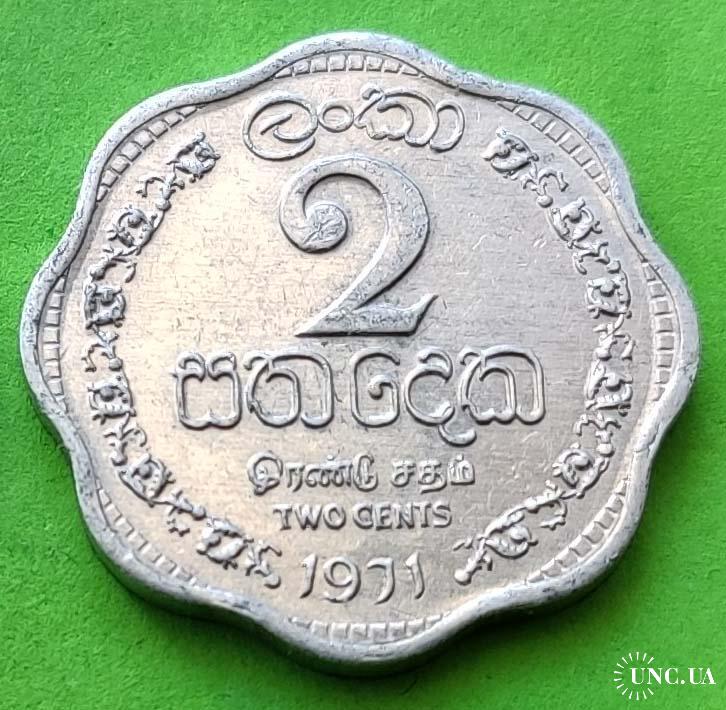 ලංකා
2
සත දෙක
இரண்டு சதம்
TWO CENTS
1971
UNC.UA